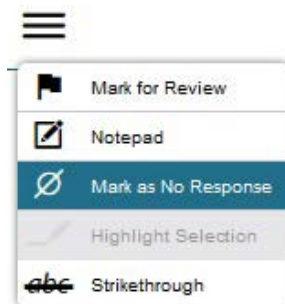 Mark for Review
Notepad
Mark as No Response
Highlight Selection
abc Strikethrough